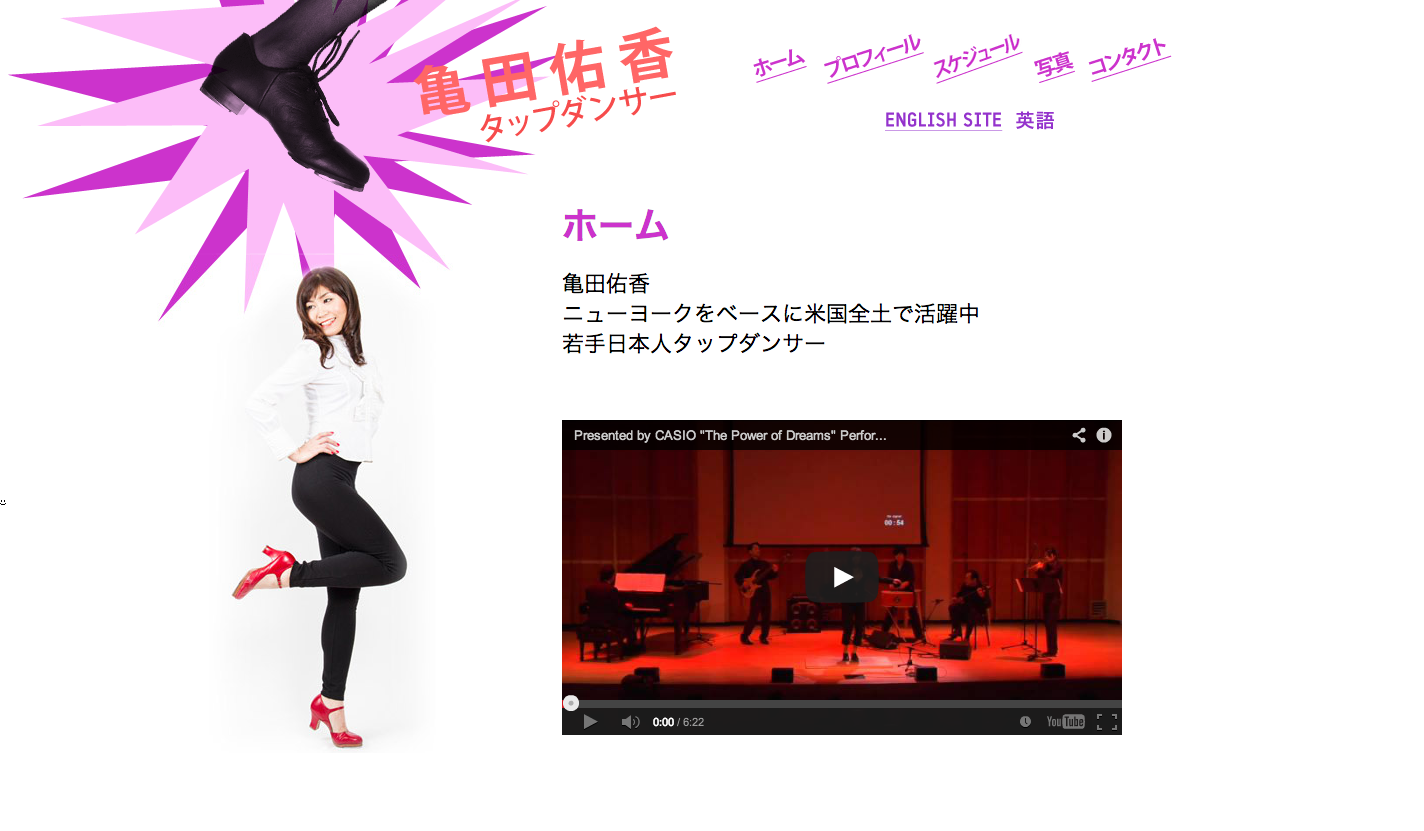 亀田佑香
タップダンサー
ホーム プロフィール スケジュール 写真 コンタクト
ENGLISH SITE 英語
ホーム
亀田佑香
ニューヨークをベースに米国全土で活躍中
若手日本人タップダンサー
Presented by CASIO "The Power of Dreams" Perfor...
00:54
0:00 / 6:22
YouTube